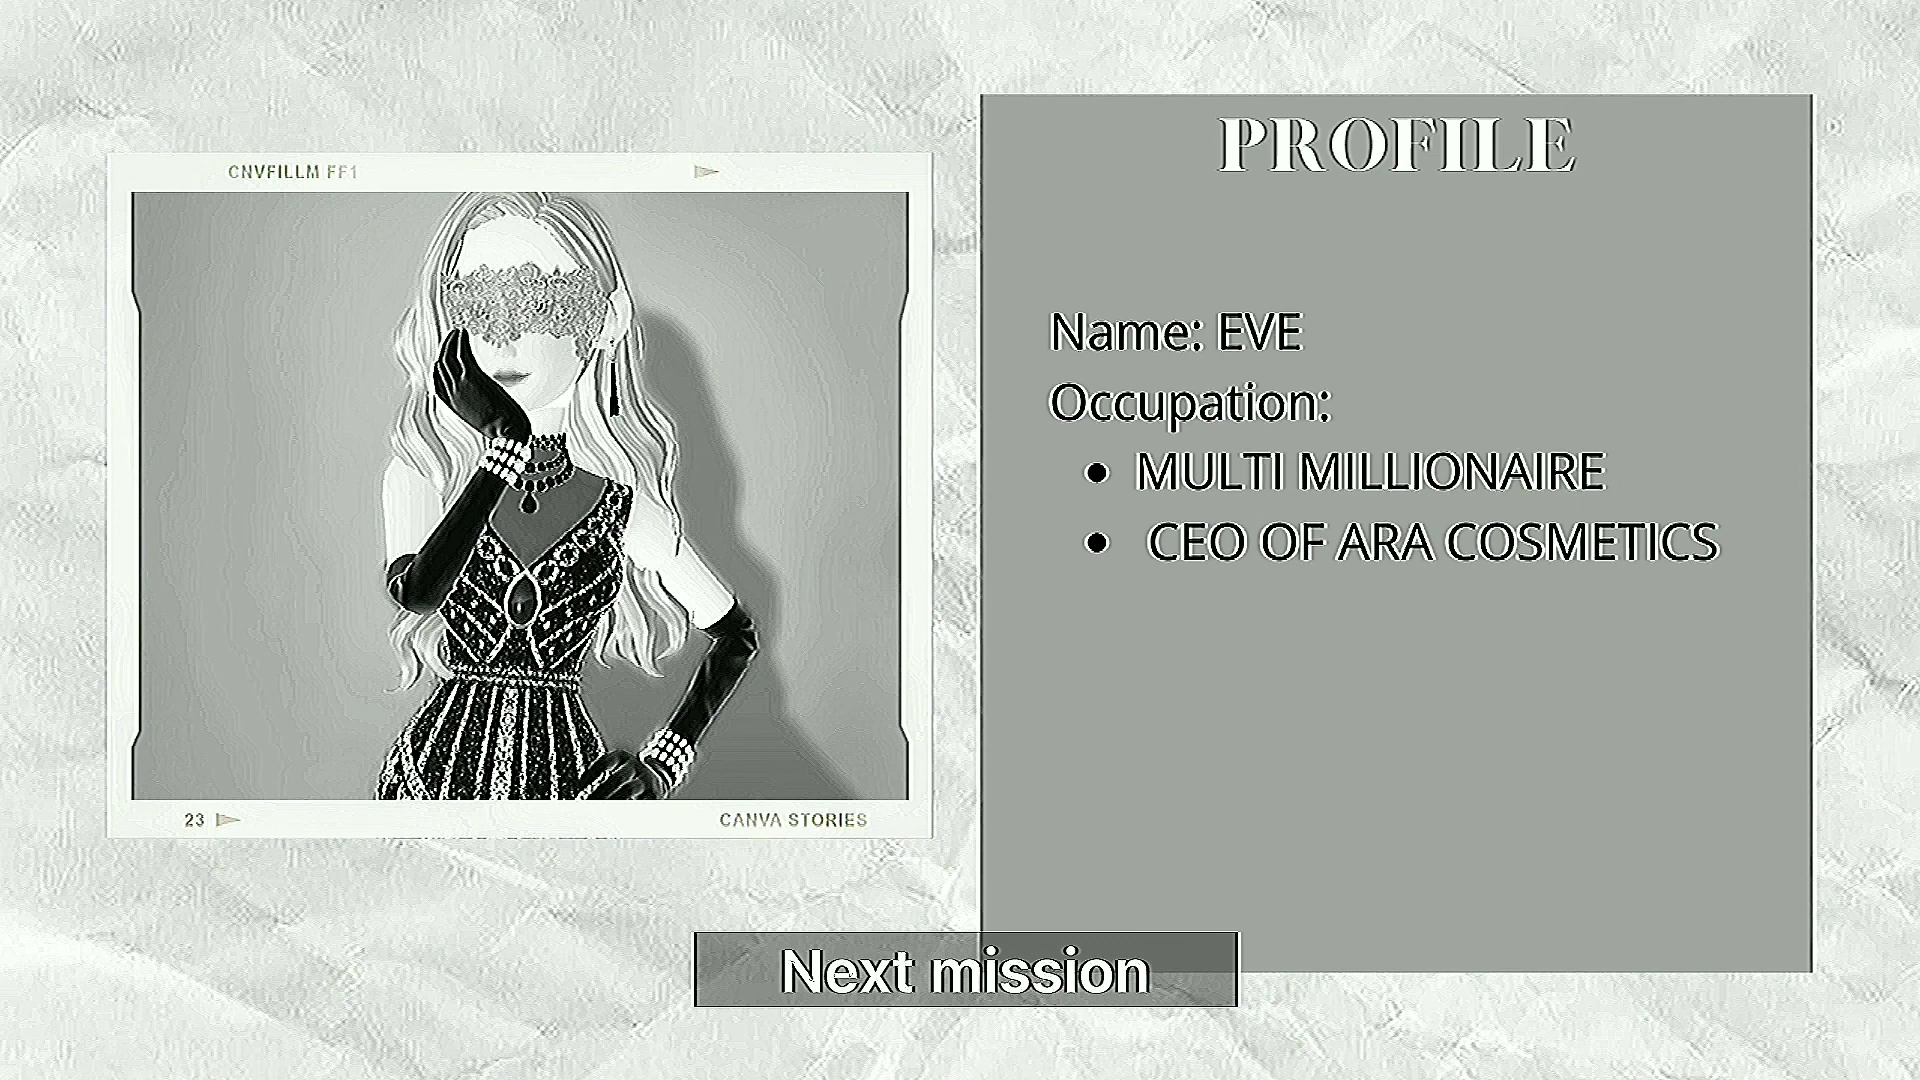 CNVFILLM FF1
23
CANVA STORIES
PROFILE
Name: EVE
Occupation:
• MULTI MILLIONAIRE
• CEO OF ARA COSMETICS
Next mission